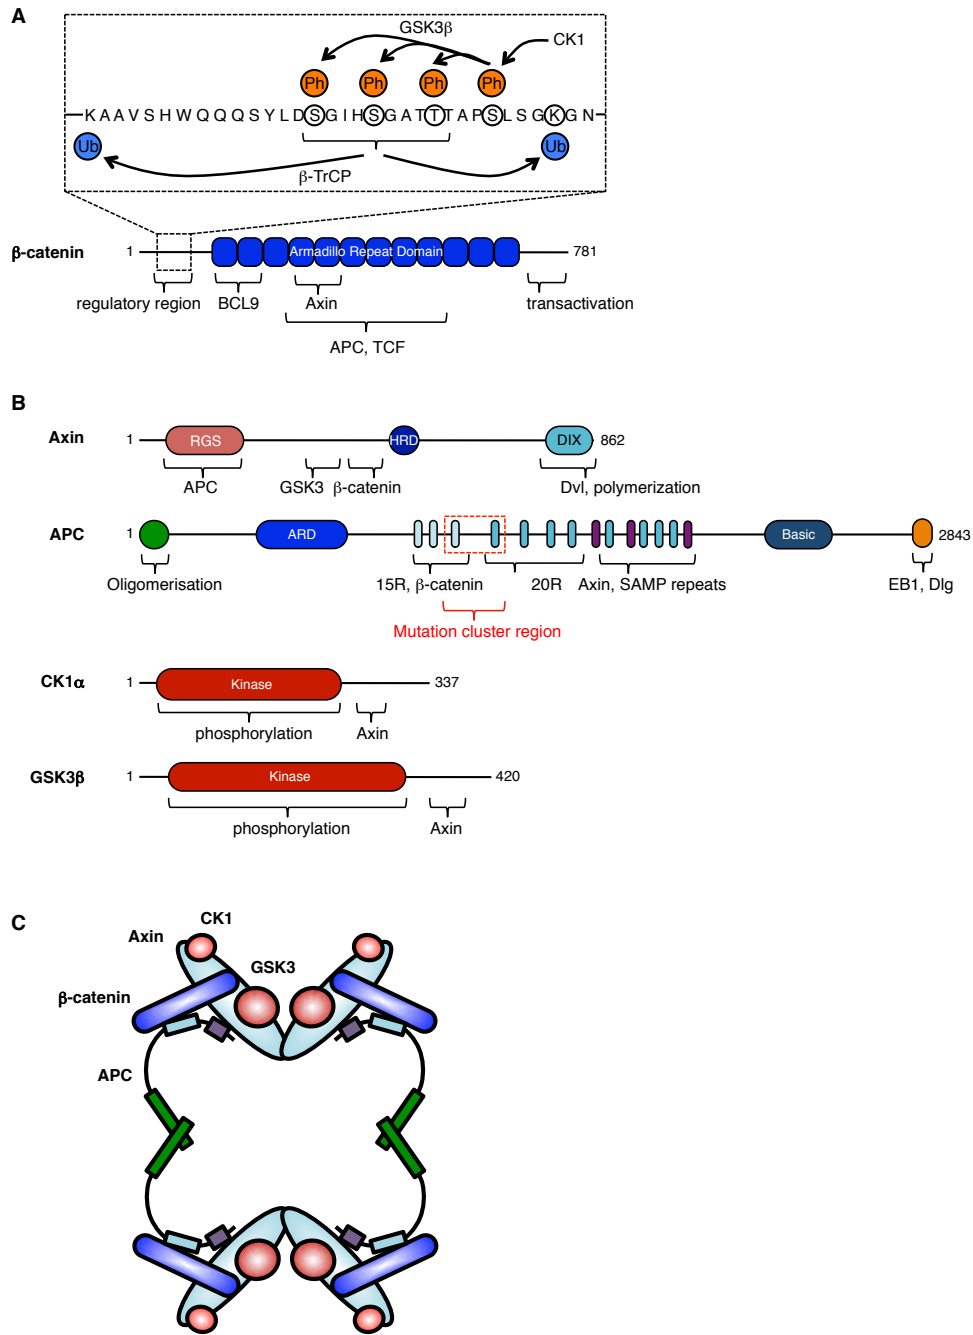 A
GSK3β
CK1
Ph Ph Ph Ph
K A A V S H W Q Q Q S Y L D S G I H S G A T T T A P S L S G K G N
Ub Ub
β-TrCP
β-catenin 1 Armadillo Repeat Domain 781
regulatory region BCL9 Axin transactivation
APC, TCF
B
Axin 1 RGS HRD DIX 862
APC GSK3 β-catenin Dvl, polymerization
APC 1 ARD Basic 2843
Oligomerisation 15R, β-catenin 20R Axin, SAMP repeats EB1, Dlg
Mutation cluster region
CK1α 1 Kinase 337
phosphorylation Axin
GSK3β 1 Kinase 420
phosphorylation Axin
C
CK1
Axin
GSK3
β-catenin
APC